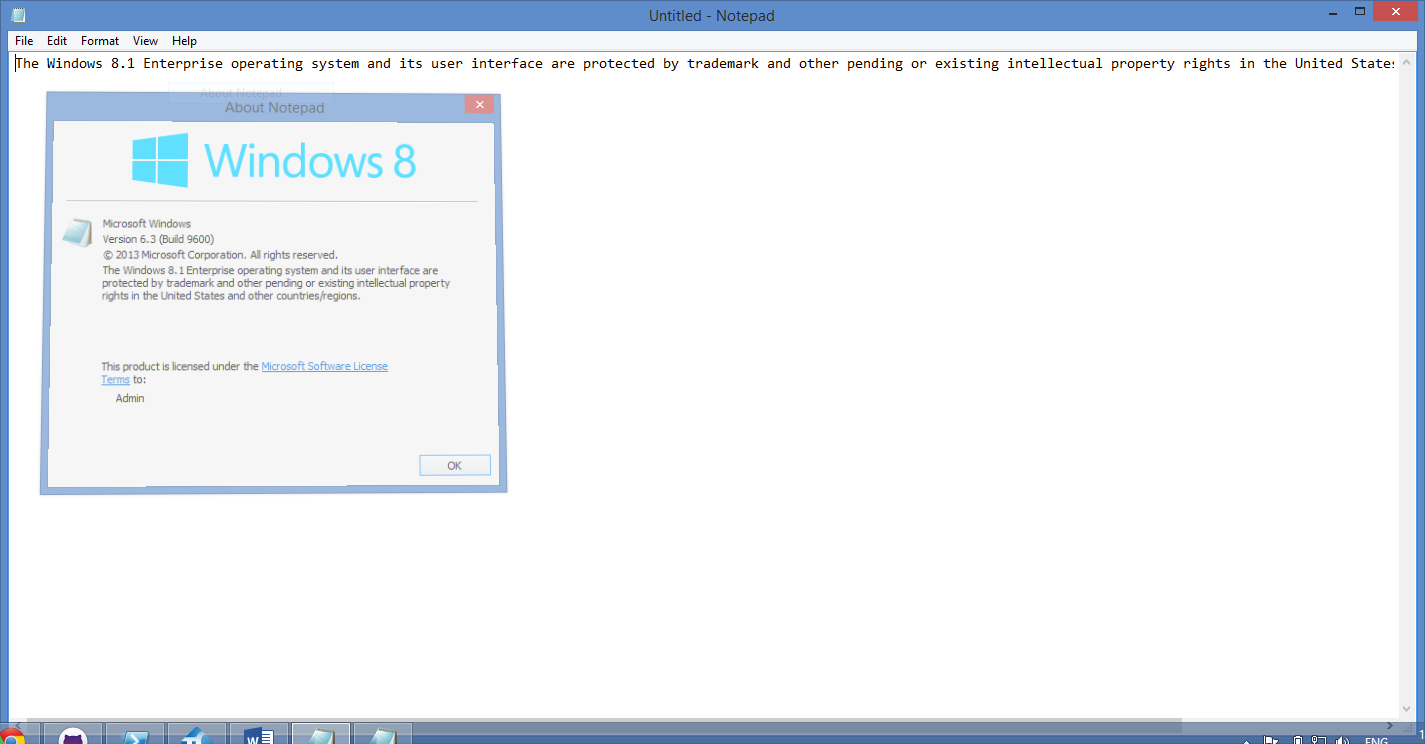 Untitled - Notepad
File Edit Format View Help
The Windows 8.1 Enterprise operating system and its user interface are protected by trademark and other pending or existing intellectual property rights in the United States
About Notepad
About Notepad
Windows 8
Microsoft Windows
Version 6.3 (Build 9600)
© 2013 Microsoft Corporation. All rights reserved.
The Windows 8.1 Enterprise operating system and its user interface are
protected by trademark and other pending or existing intellectual property
rights in the United States and other countries/regions.
This product is licensed under the Microsoft Software License
Terms to:
Admin
OK
W
ENG